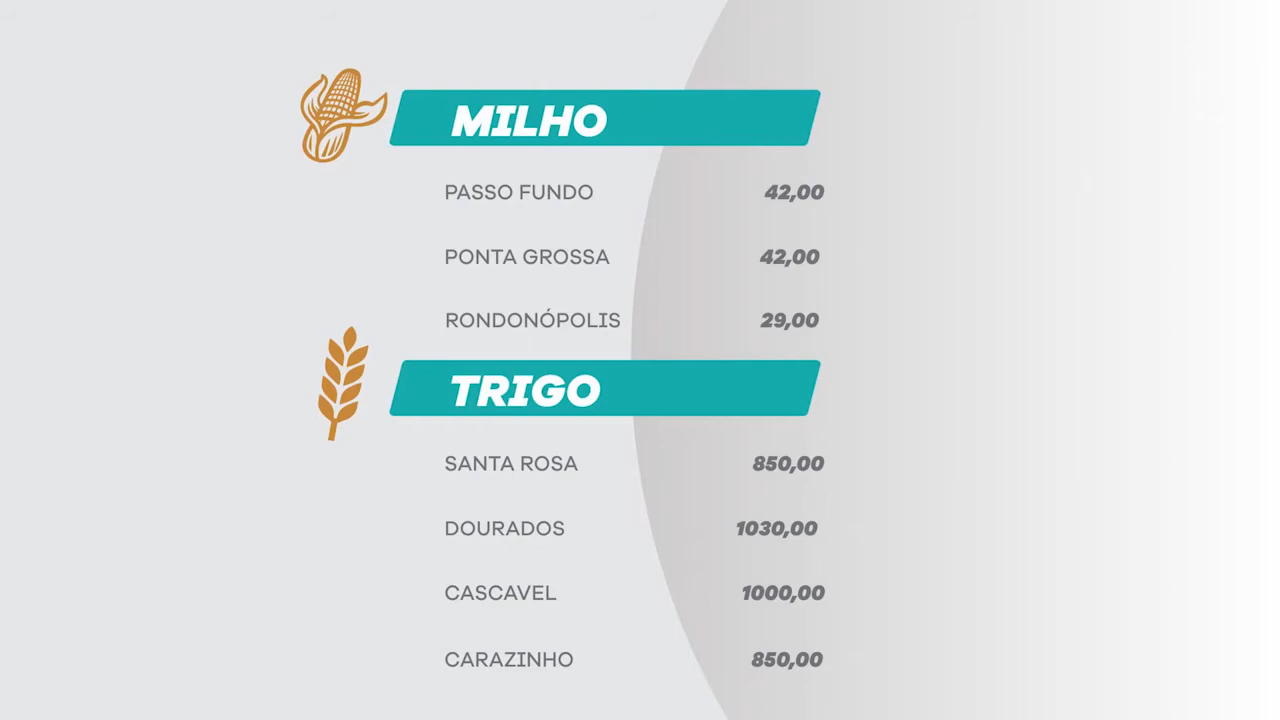 MILHO
PASSO FUNDO 42,00
PONTA GROSSA 42,00
RONDONÓPOLIS 29,00
TRIGO
SANTA ROSA 850,00
DOURADOS 1030,00
CASCAVEL 1000,00
CARAZINHO 850,00